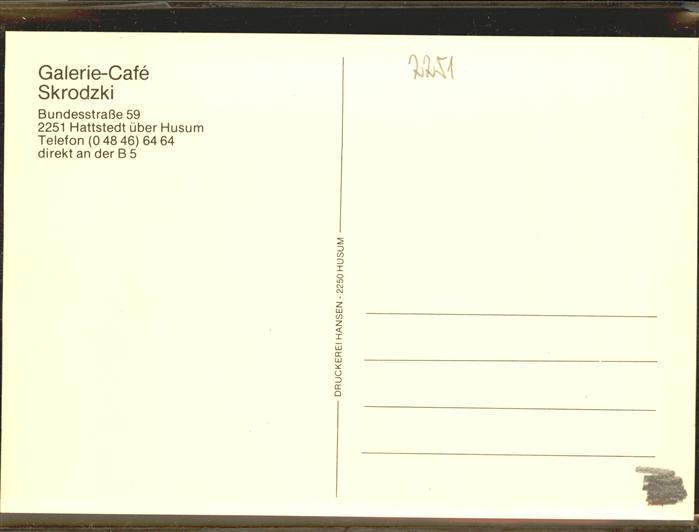 Galerie-Café
Skrodzki
Bundesstraße 59
2251 Hattstedt über Husum
Telefon (0 48 46) 64 64
direkt an der B 5
2251
DRUCKEREI HANSEN - 2250 HUSUM